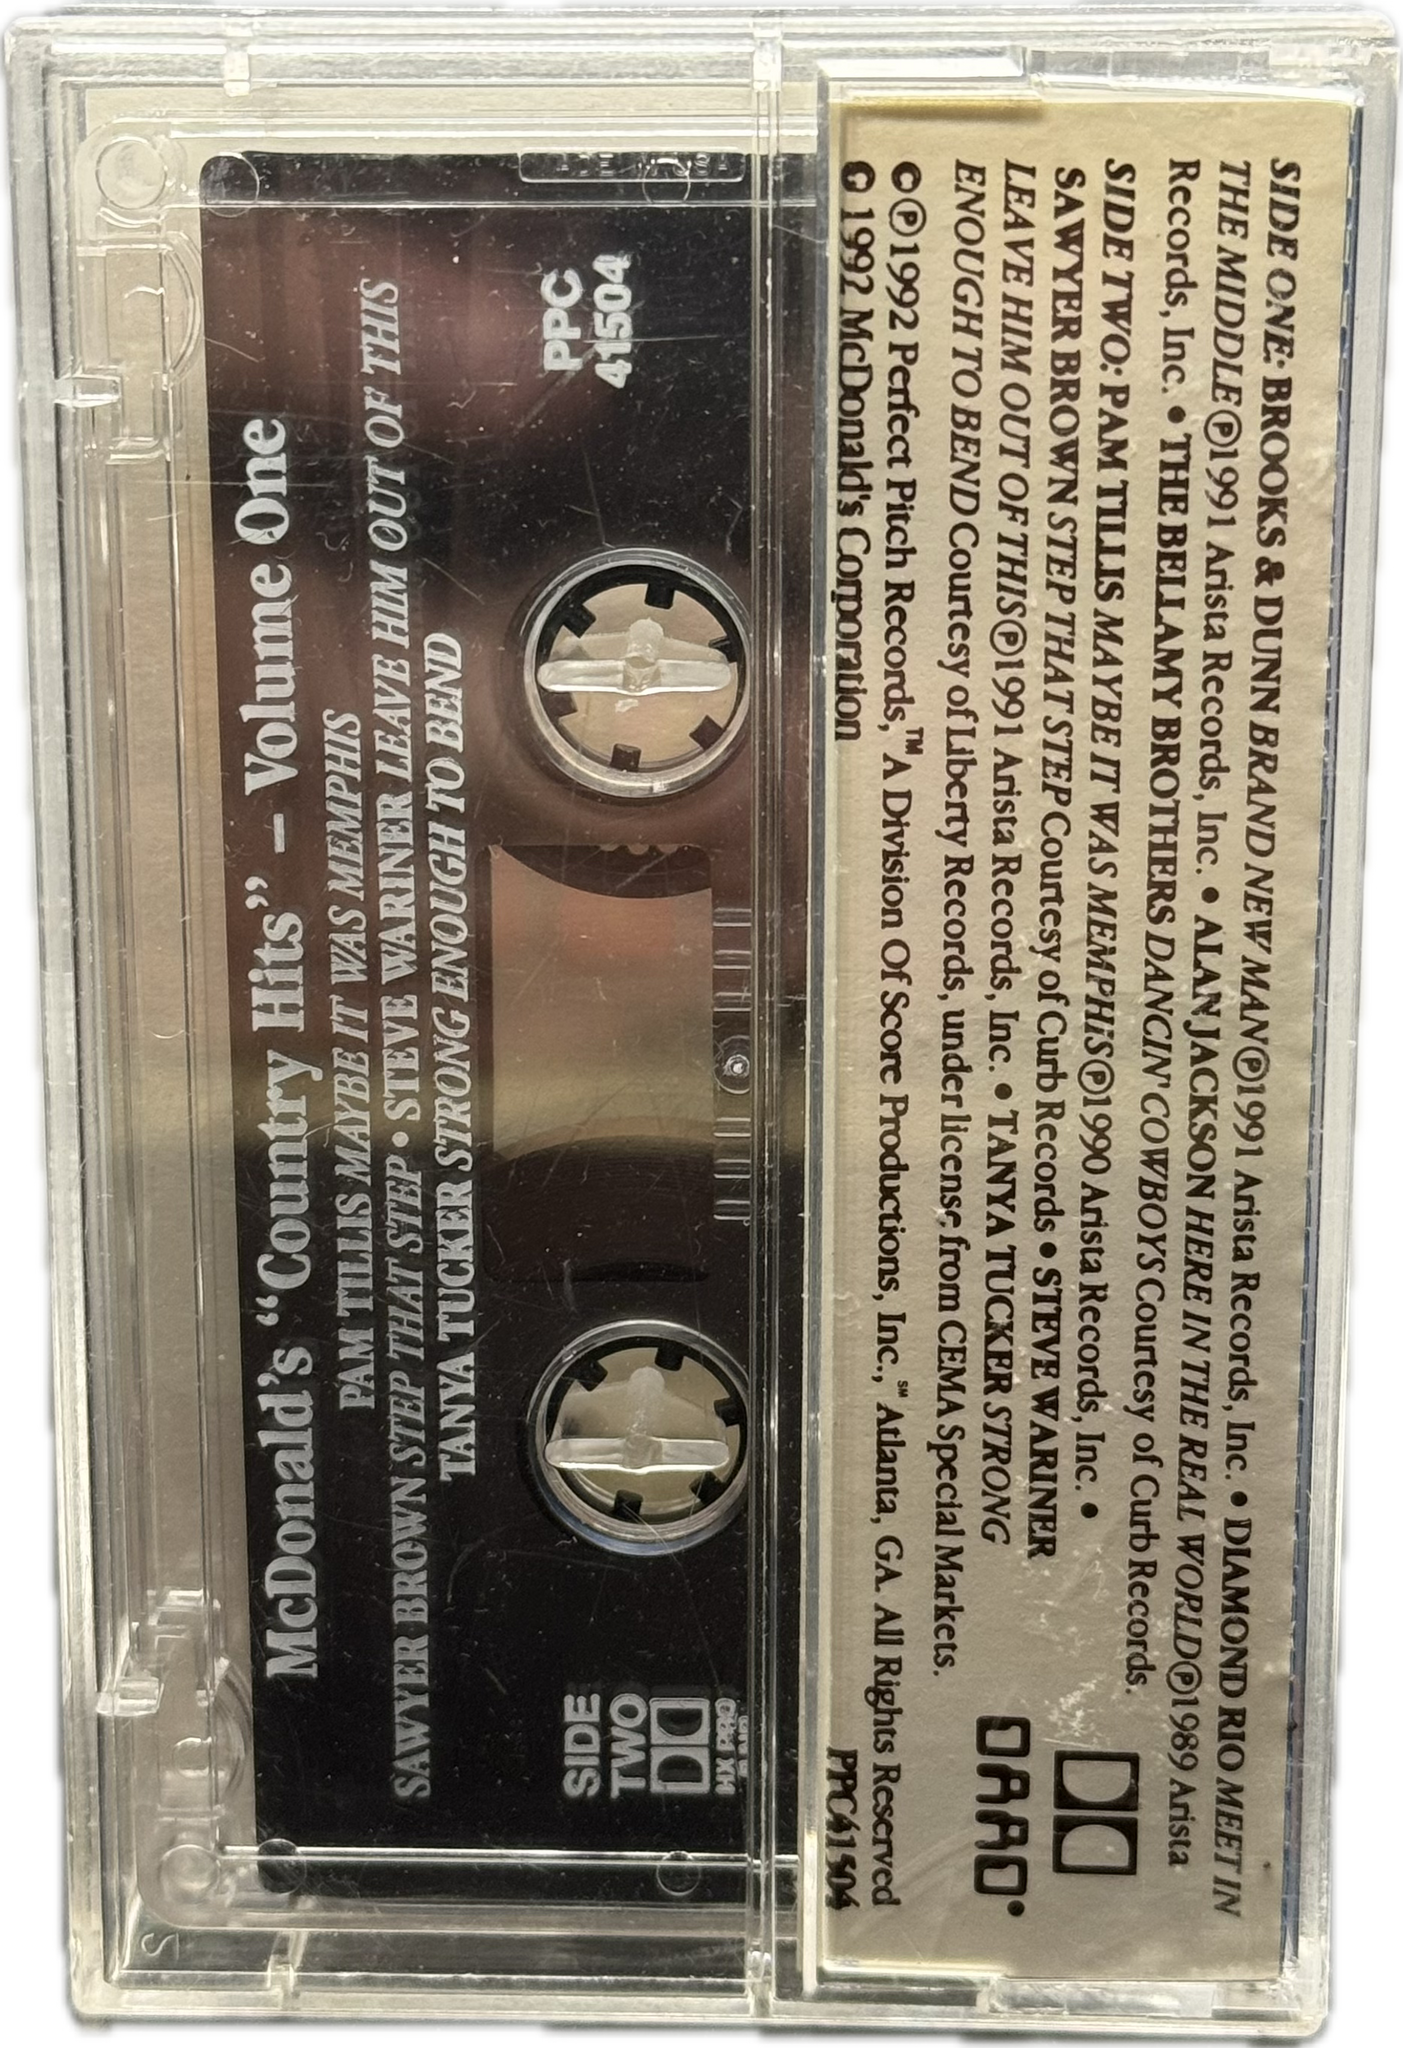 SIDE ONE: BROOKS & DUNN BRAND NEW MAN Ⓟ1991 Arista Records, Inc. • DIAMOND RIO MEET IN
THE MIDDLE Ⓟ1991 Arista Records, Inc. • ALAN JACKSON HERE IN THE REAL WORLD Ⓟ1989 Arista
Records, Inc. • THE BELLAMY BROTHERS DANCIN' COWBOYS Courtesy of Curb Records.
SIDE TWO: PAM TILLIS MAYBE IT WAS MEMPHIS Ⓟ1990 Arista Records, Inc. •
SAWYER BROWN STEP THAT STEP Courtesy of Curb Records • STEVE WARINER
LEAVE HIM OUT OF THIS Ⓟ1991 Arista Records, Inc. • TANYA TUCKER STRONG
ENOUGH TO BEND Courtesy of Liberty Records, under license from CEMA Special Markets.
©Ⓟ1992 Perfect Pitch Records,™ A Division Of Score Productions, Inc.,℠ Atlanta, GA. All Rights Reserved
© 1992 McDonald's Corporation
PPC41504
McDonald's “Country Hits” – Volume One
PAM TILLIS MAYBE IT WAS MEMPHIS
SAWYER BROWN STEP THAT STEP • STEVE WARINER LEAVE HIM OUT OF THIS
TANYA TUCKER STRONG ENOUGH TO BEND
PPC
41504
SIDE
TWO
HX PRO